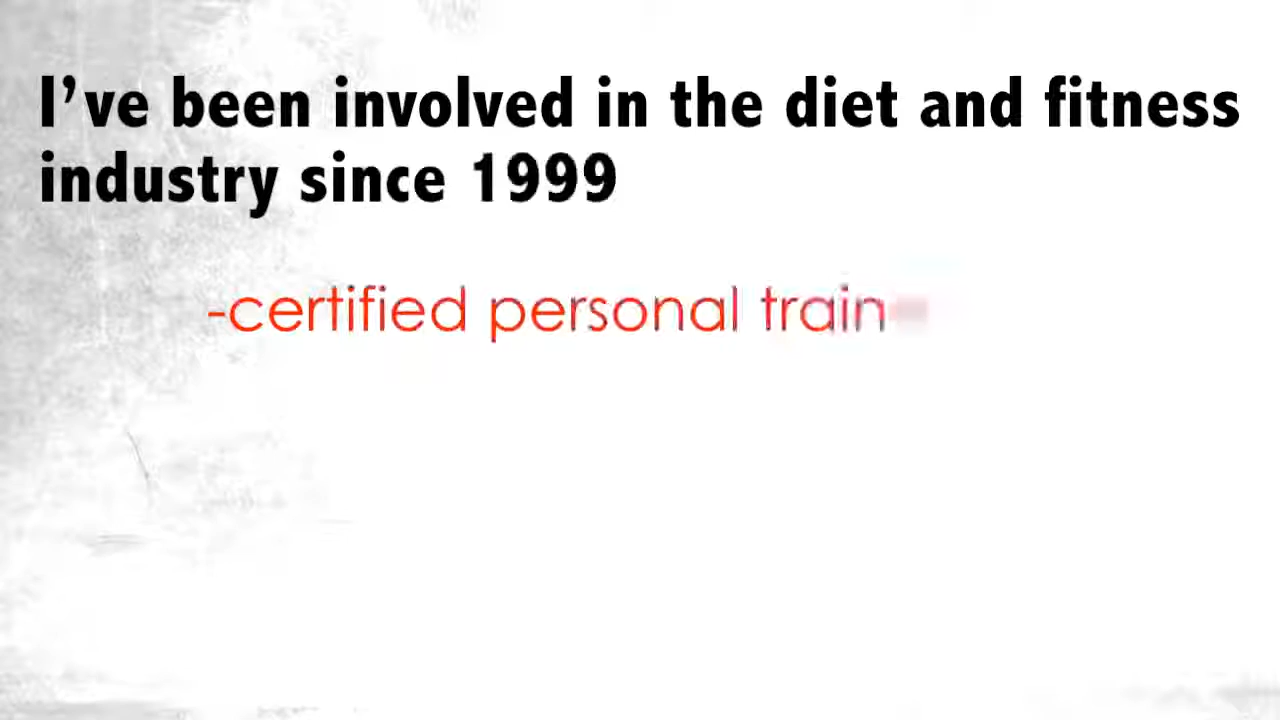 I've been involved in the diet and fitness
industry since 1999
-certified personal train